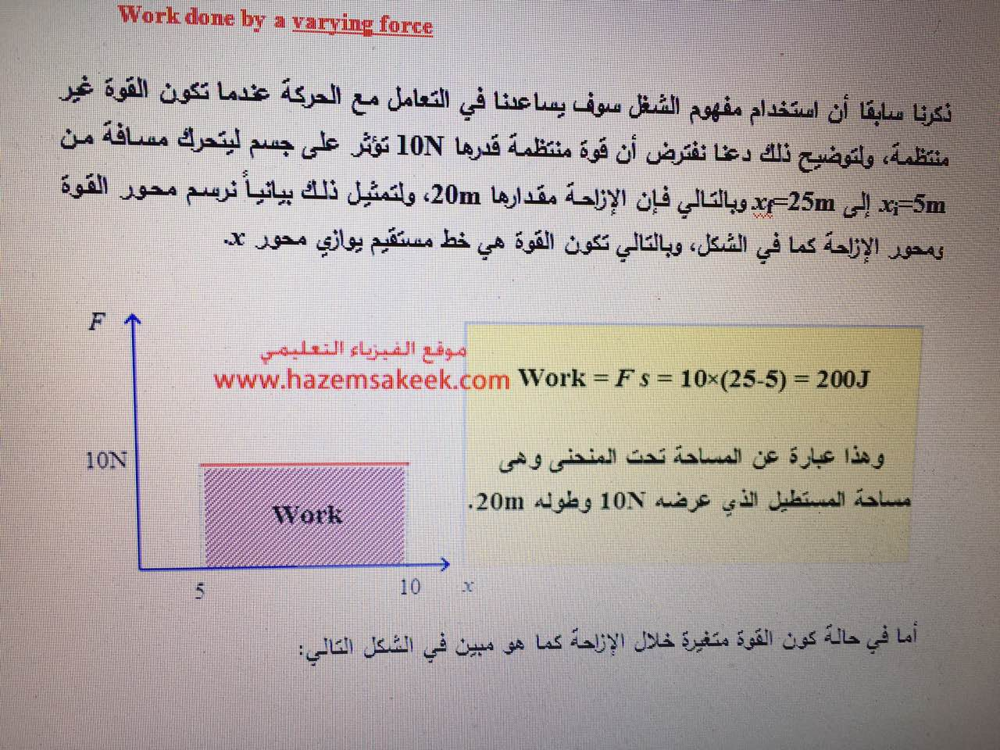 Work done by a varying force
ذكرنا سابقا أن استخدام مفهوم الشغل سوف يساعدنا في التعامل مع الحركة عندما تكون القوة غير
منتظمة، ولتوضيح ذلك دعنا نفترض أن قوة منتظمة قدرها 10N تؤثر على جسم ليتحرك مسافة من
xi=5m إلى xf=25m وبالتالي فإن الإزاحة مقدارها 20m، ولتمثيل ذلك بيانياً نرسم محور القوة
ومحور الإزاحة كما في الشكل، وبالتالي تكون القوة هي خط مستقيم يوازي محور x.
F
موقع الفيزياء التعليمي
www.hazemsakeek.com
Work = F s = 10×(25-5) = 200J
10N
وهذا عبارة عن المساحة تحت المنحنى وهى
مساحة المستطيل الذي عرضه 10N وطوله 20m.
Work
5
10
x
أما في حالة كون القوة متغيرة خلال الإزاحة كما هو مبين في الشكل التالي: